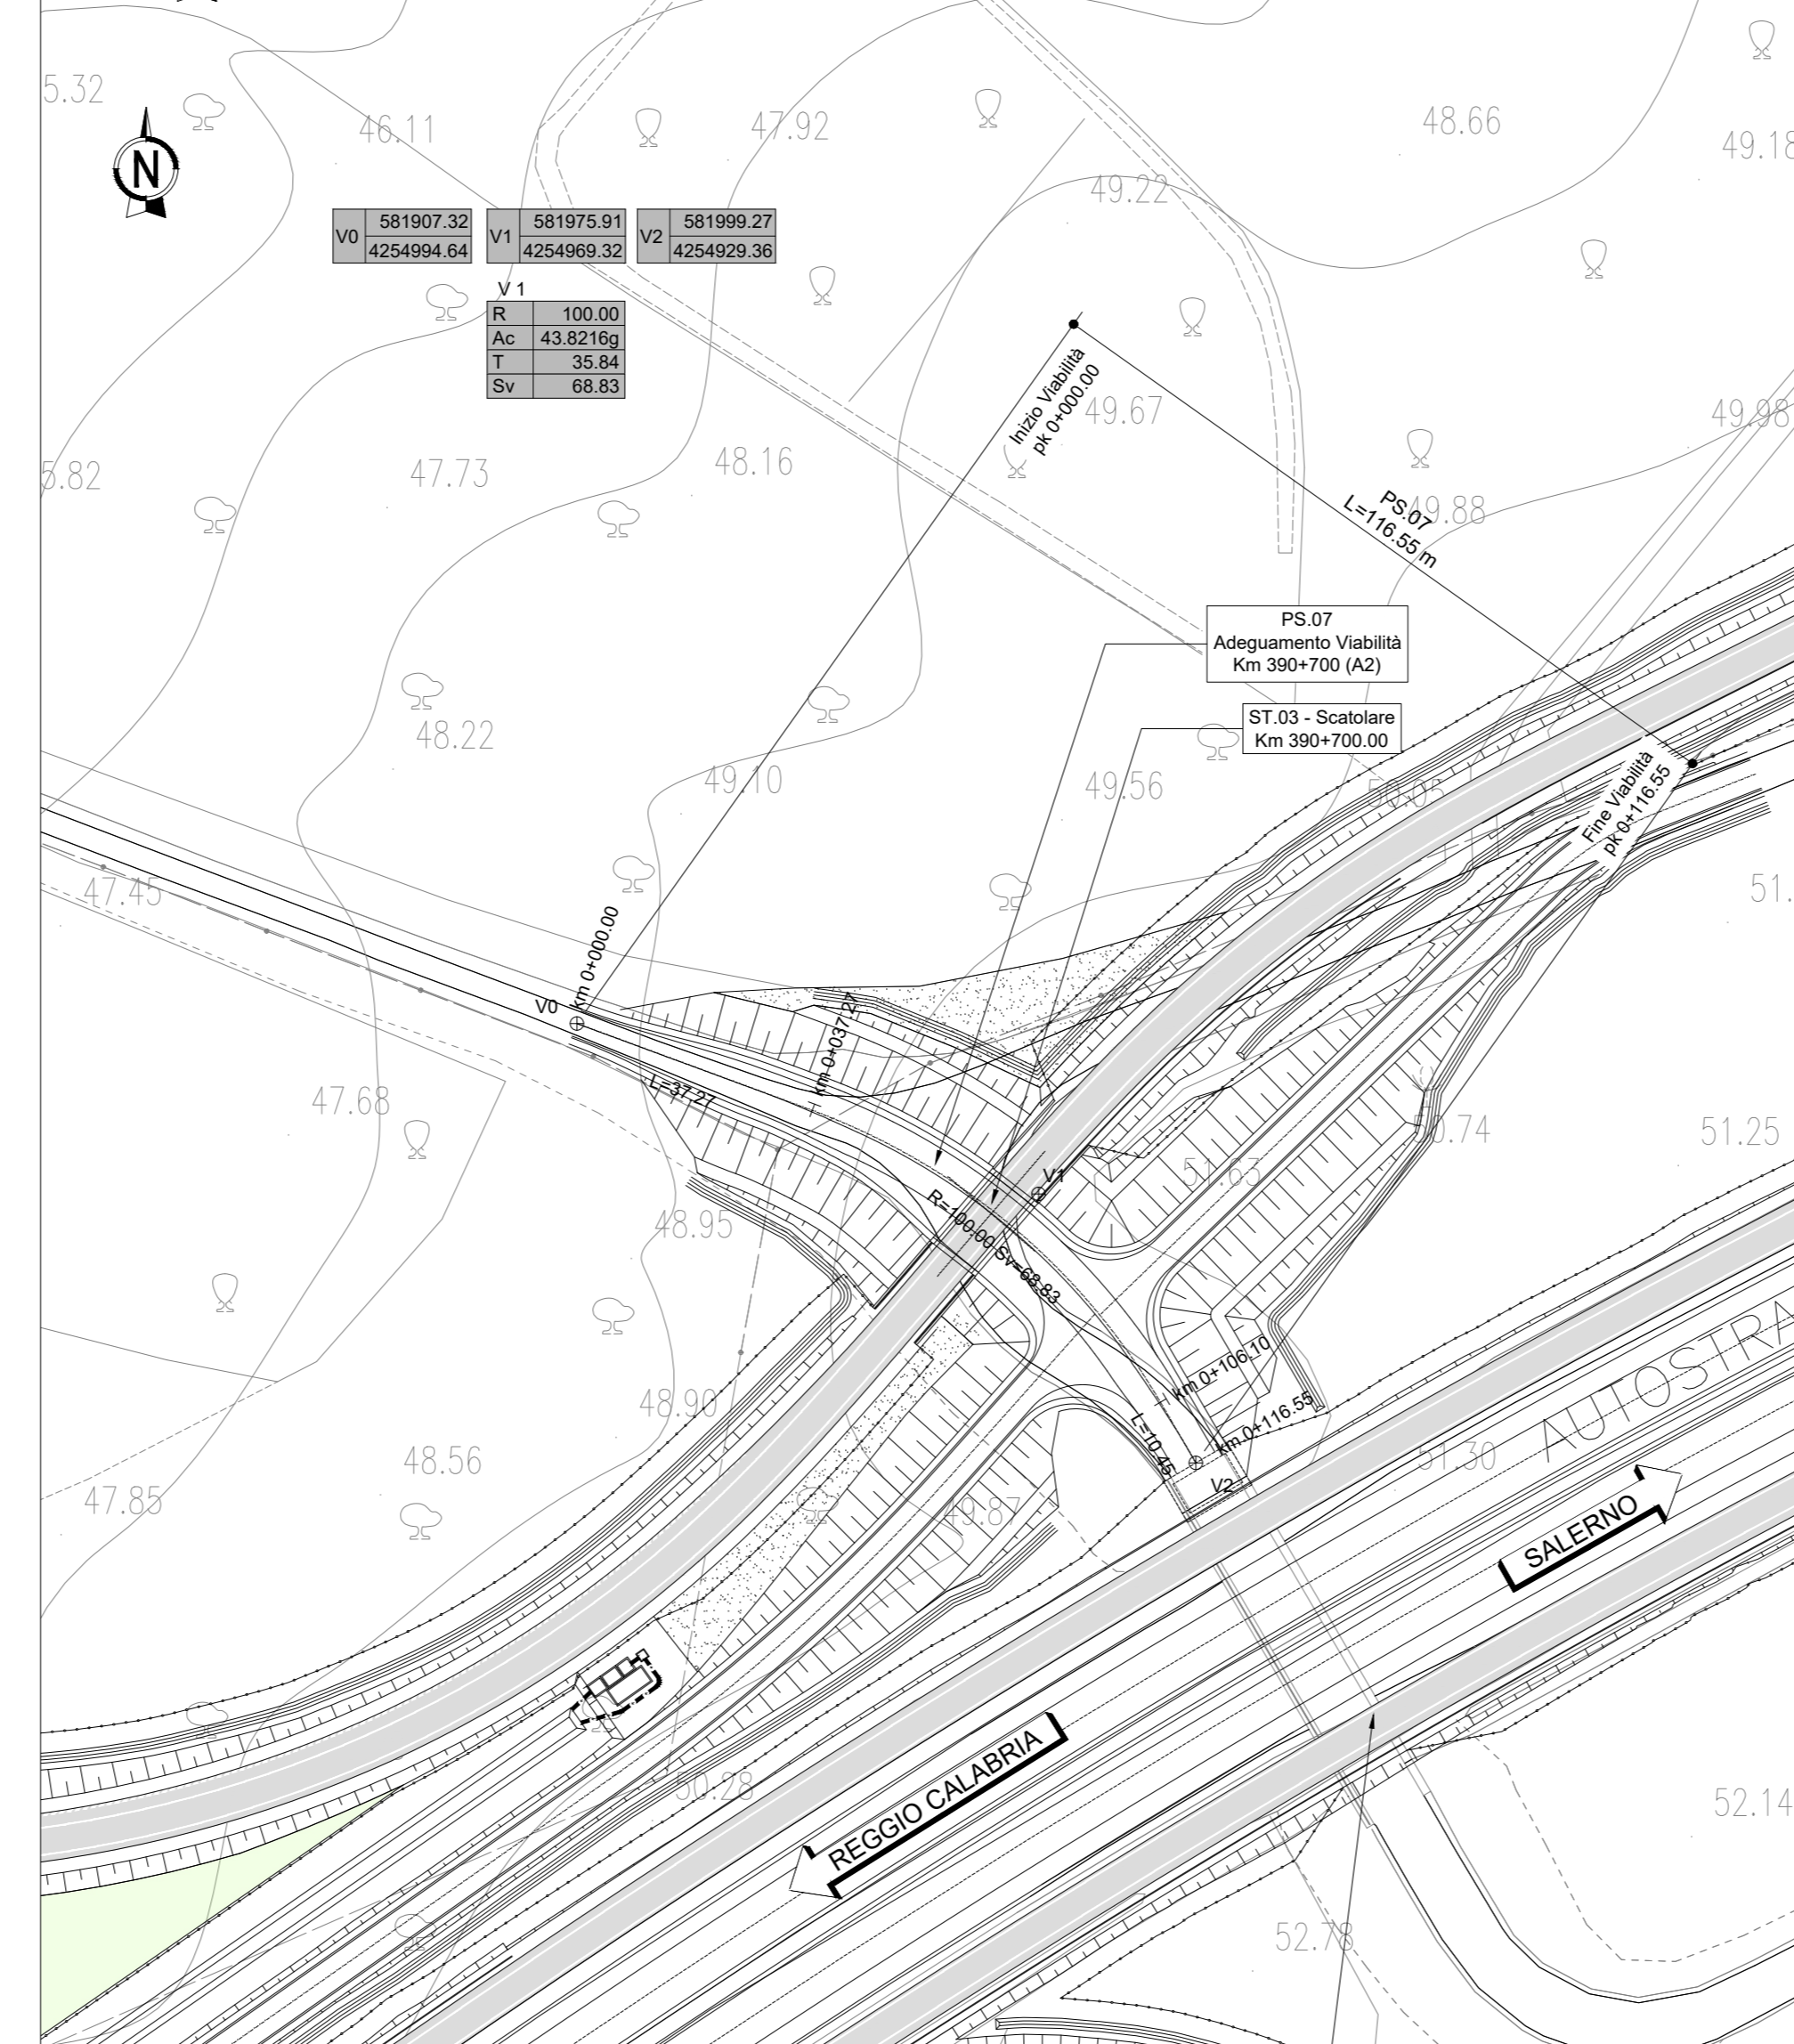 5.32
46.11
47.92
48.66
49.18
N
49.22
V0 581907.32
4254994.64
V1 581975.91
4254969.32
V2 581999.27
4254929.36
V 1
R 100.00
Ac 43.8216g
T 35.84
Sv 68.83
Inizio Viabilità
pk 0+000.00
49.67
49.98
5.82
47.73
48.16
PS.07
L=116.55 m
49.88
PS.07
Adeguamento Viabilità
Km 390+700 (A2)
ST.03 - Scatolare
Km 390+700.00
48.22
49.10
49.56
50.05
Fine Viabilità
pk 0+116.55
47.45
51.
V0
km 0+000.00
km 0+037.27
L=37.27
47.68
50.74
51.25
51.63
V1
48.95
R=100.00 Sv=68.83
km 0+106.10
km 0+116.55
L=10.45
V2
48.90
48.56
47.85
49.87
51.30
AUTOSTRA
SALERNO
REGGIO CALABRIA
50.28
52.14
52.78